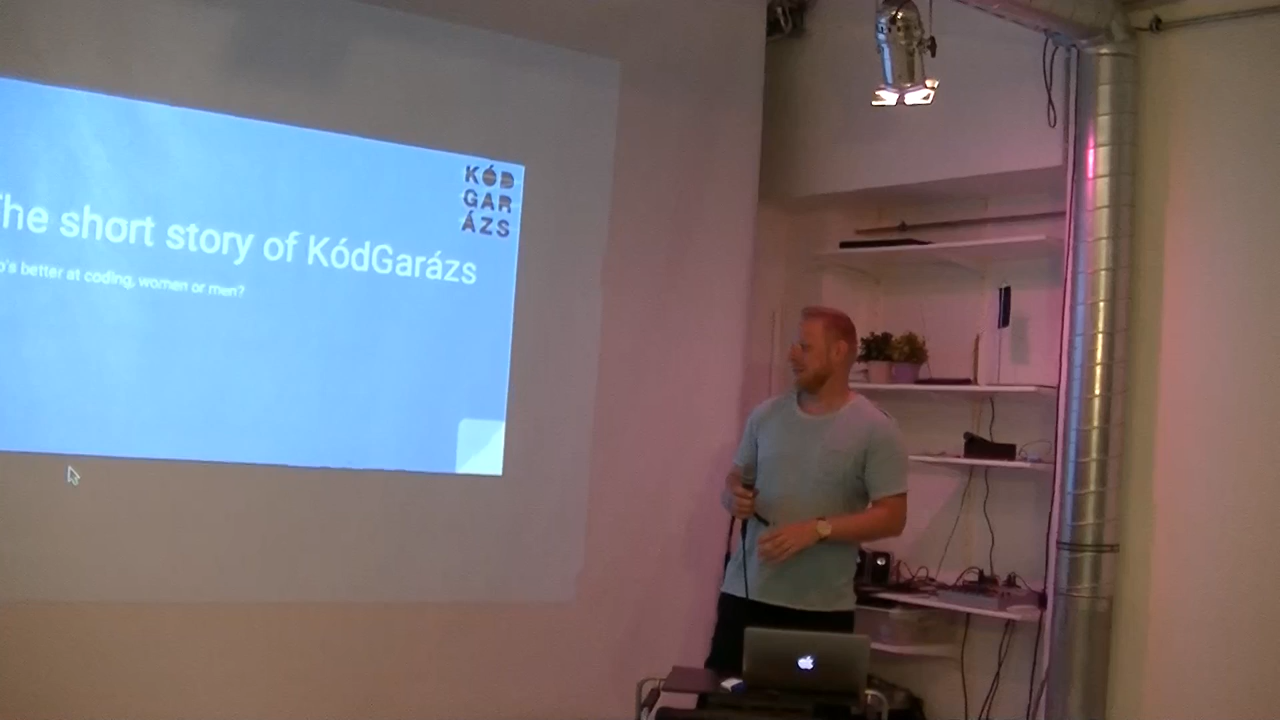 The short story of KódGarázs
better at coding, women or men?
KÓD
GAR
ÁZS